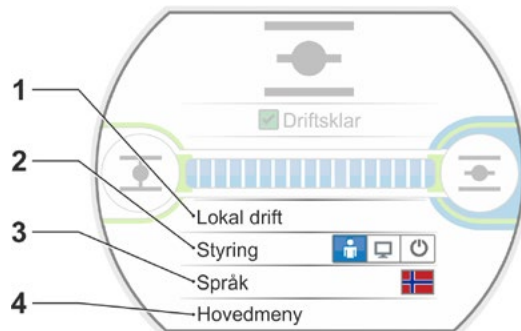 Driftsklar
1
Lokal drift
2
Styring
3
Språk
4
Hovedmeny